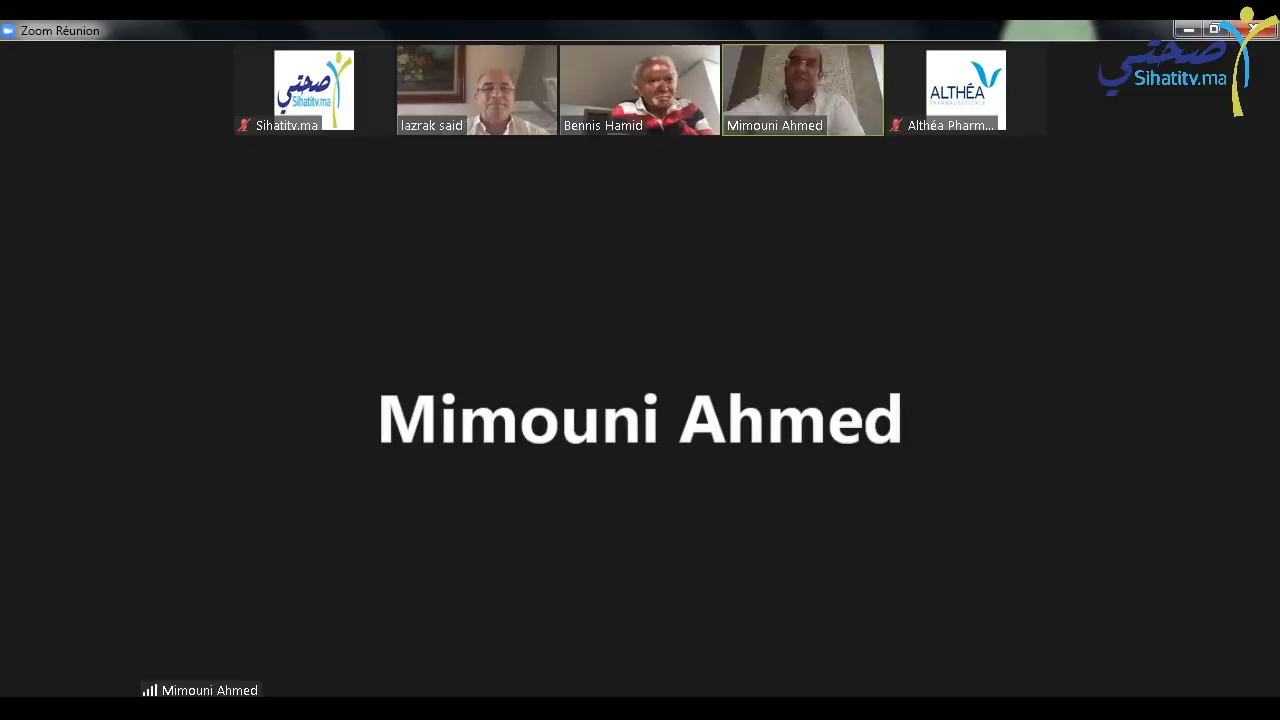 Zoom Réunion
صحتي
Sihatitv.ma
صحتي
Sihatitv.ma
Sihatitv.ma
lazrak said
Bennis Hamid
Mimouni Ahmed
ALTHÉA
PHARMACEUTICALS
Althéa Pharm...
Mimouni Ahmed
Mimouni Ahmed